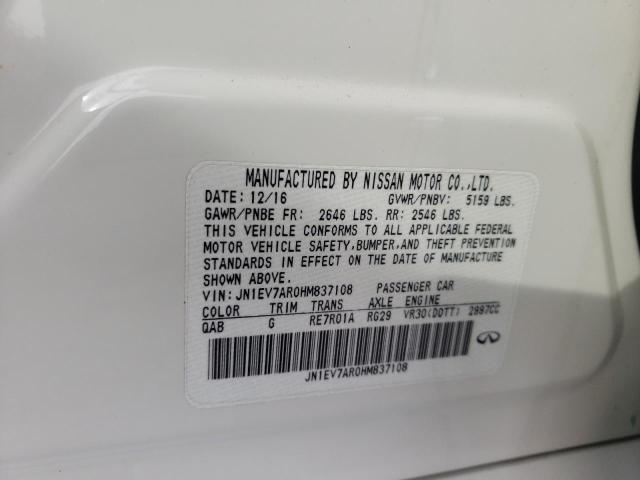 MANUFACTURED BY NISSAN MOTOR CO.,LTD.
DATE: 12/16 GVWR/PNBV: 5159 LBS.
GAWR/PNBE FR: 2646 LBS. RR: 2546 LBS.
THIS VEHICLE CONFORMS TO ALL APPLICABLE FEDERAL
MOTOR VEHICLE SAFETY,BUMPER,AND THEFT PREVENTION
STANDARDS IN EFFECT ON THE DATE OF MANUFACTURE
SHOWN ABOVE.
VIN: JN1EV7AR0HM837108 PASSENGER CAR
COLOR TRIM TRANS AXLE ENGINE
QAB G RE7R01A RG29 VR30(DDTT) 2997CC
JN1EV7AR0HM837108